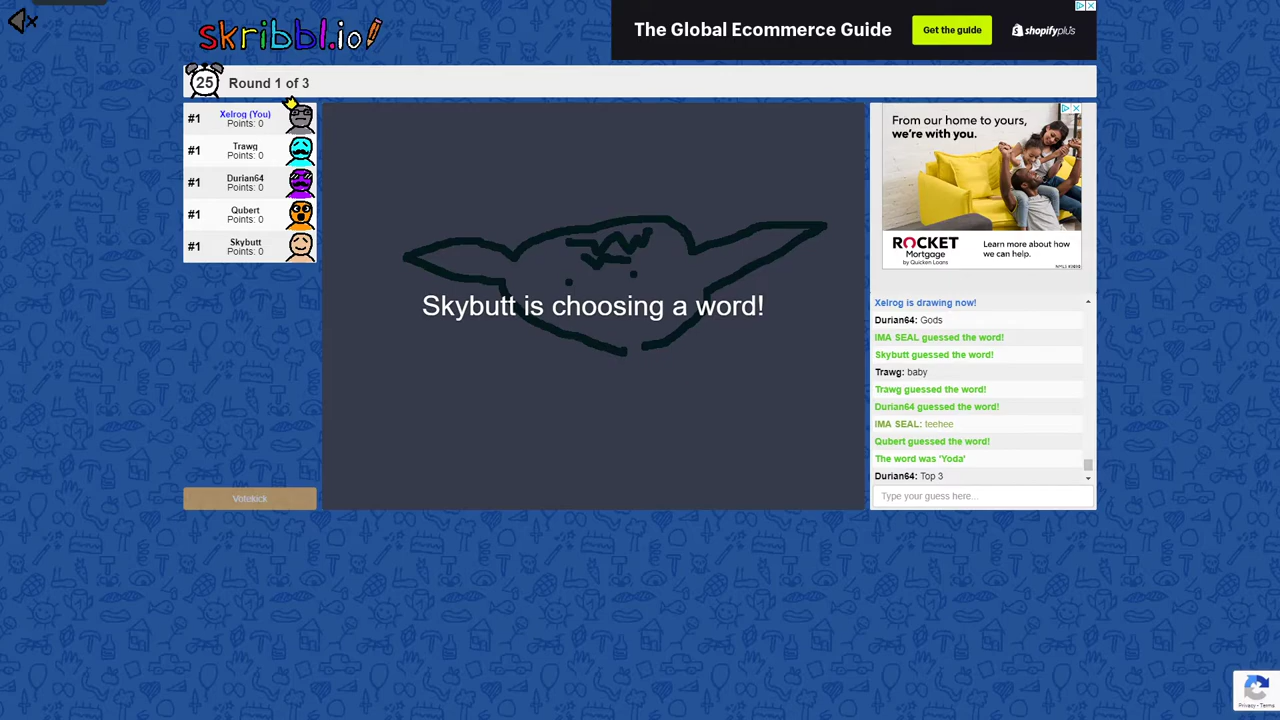 skribbl.io
The Global Ecommerce Guide
Get the guide
shopifyplus
25
Round 1 of 3
#1
Xelrog (You)
Points: 0
#1
Trawg
Points: 0
#1
Durian64
Points: 0
#1
Qubert
Points: 0
#1
Skybutt
Points: 0
Votekick
Skybutt is choosing a word!
From our home to yours,
we're with you.
ROCKET
Mortgage
by Quicken Loans
Learn more about how
we can help.
Xelrog is drawing now!
Durian64: Gods
IMA SEAL guessed the word!
Skybutt guessed the word!
Trawg: baby
Trawg guessed the word!
Durian64 guessed the word!
IMA SEAL: teehee
Qubert guessed the word!
The word was 'Yoda'
Durian64: Top 3
Type your guess here...
Privacy - Terms